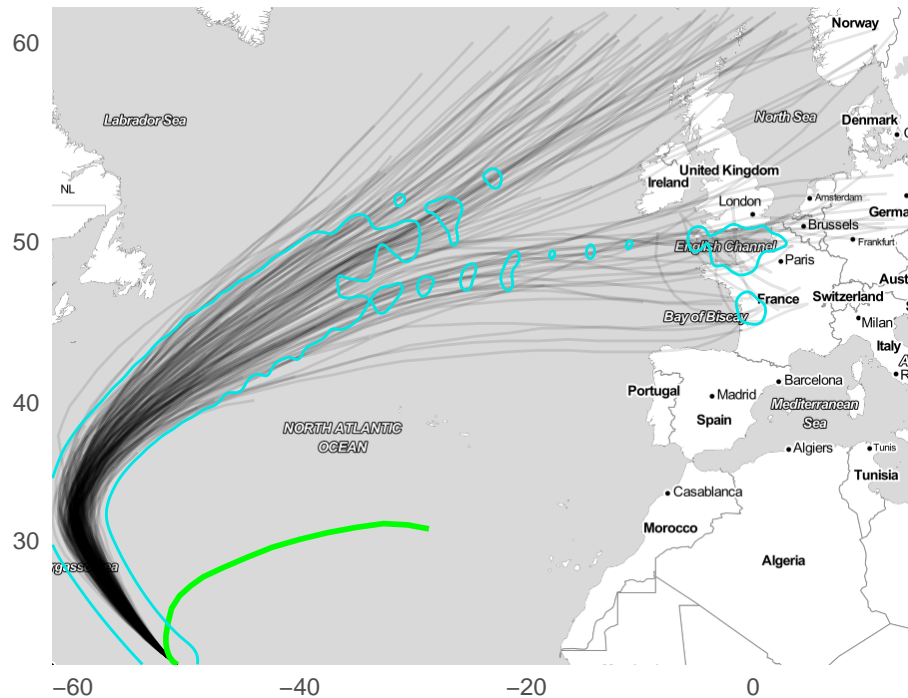 60
Norway
Labrador Sea
North Sea
Denmark
NL
United Kingdom
Ireland
Amsterdam
London
Brussels
Germa
50
English Channel
Frankfurt
Paris
Aust
France
Switzerland
Bay of Biscay
Milan
Italy
Barcelona
Portugal
Madrid
40
Mediterranean
Sea
Spain
NORTH ATLANTIC
OCEAN
Algiers
Tunis
Tunisia
Casablanca
Morocco
30
Algeria
−60
−40
−20
0